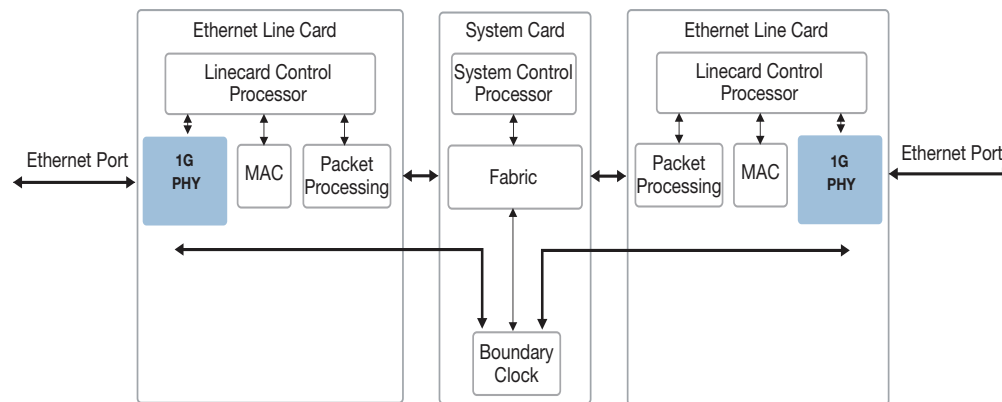 Ethernet Line Card
Linecard Control
Processor
Ethernet Port
1G
PHY
MAC
Packet
Processing
System Card
System Control
Processor
Fabric
Boundary
Clock
Ethernet Line Card
Linecard Control
Processor
Packet
Processing
MAC
1G
PHY
Ethernet Port